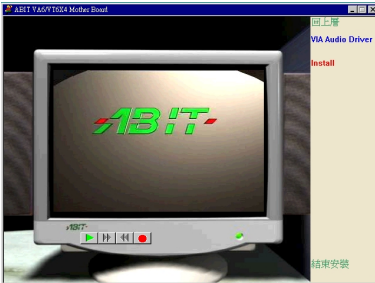 ABIT VA6/VT6X4 Mother Board
回上層
VIA Audio Driver
Install
ABIT
ABIT
結束安裝